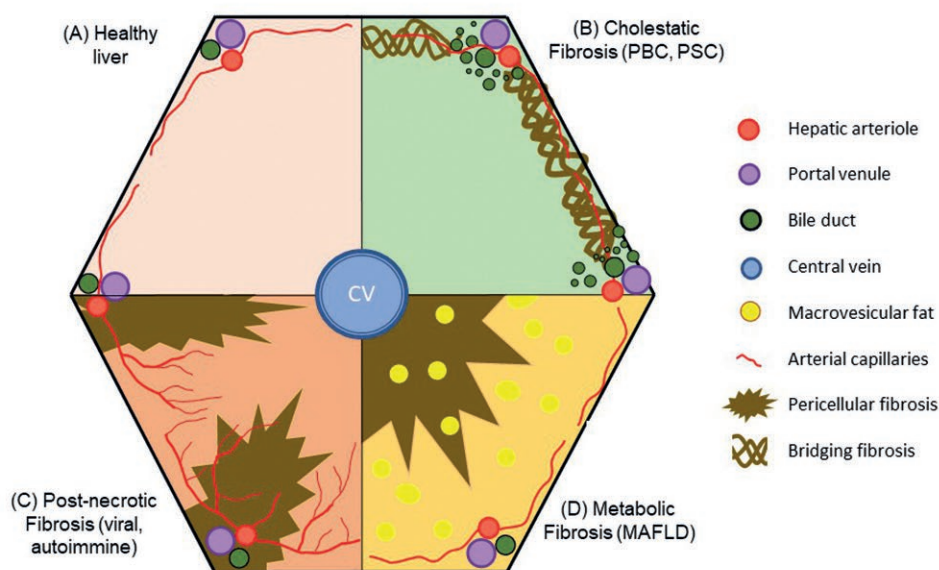 (A) Healthy
liver
(B) Cholestatic
Fibrosis (PBC, PSC)
Hepatic arteriole
Portal venule
Bile duct
Central vein
Macrovesicular fat
Arterial capillaries
Pericellular fibrosis
Bridging fibrosis
CV
(C) Post-necrotic
Fibrosis (viral,
autoimmine)
(D) Metabolic
Fibrosis (MAFLD)